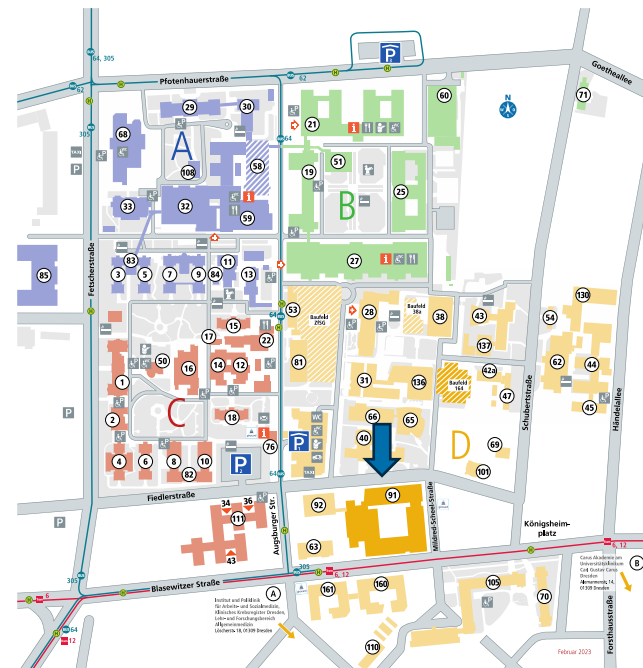 64, 305
62
305
Pfotenhauerstraße
62
Goetheallee
N
P
29
30
21
60
71
68
A
108
58
64
19
51
B
25
TAXI
P
33
32
59
Fetscherstraße
85
83
3
5
7
9
84
11
13
27
64
53
Baufeld
ZfSG
28
Baufeld
38a
38
43
137
54
130
15
17
22
50
16
14
12
81
1
31
136
Baufeld
164
42a
47
62
44
45
Schubertstraße
Händelallee
2
C
18
WC
66
65
40
D
69
101
P
4
6
8
10
82
P
2
76
P
TAXI
64
Fiedlerstraße
34
36
111
43
P
Augsburger Str.
92
91
63
Mildred-Scheel-Straße
Königsheim-
platz
6, 12
305
6, 12
Blasewitzer Straße
305
6
64
12
A
Institut und Poliklinik
für Arbeits- und Sozialmedizin,
Klinisches Krebsregister Dresden,
Lehr- und Forschungsbereich
Allgemeinmedizin
Löscherstr. 18, 01309 Dresden
161
160
110
105
70
Carus Akademie am
Universitätsklinikum
Carl Gustav Carus
Dresden
01309 Dresden
B
Forsthausstraße
Februar 2023